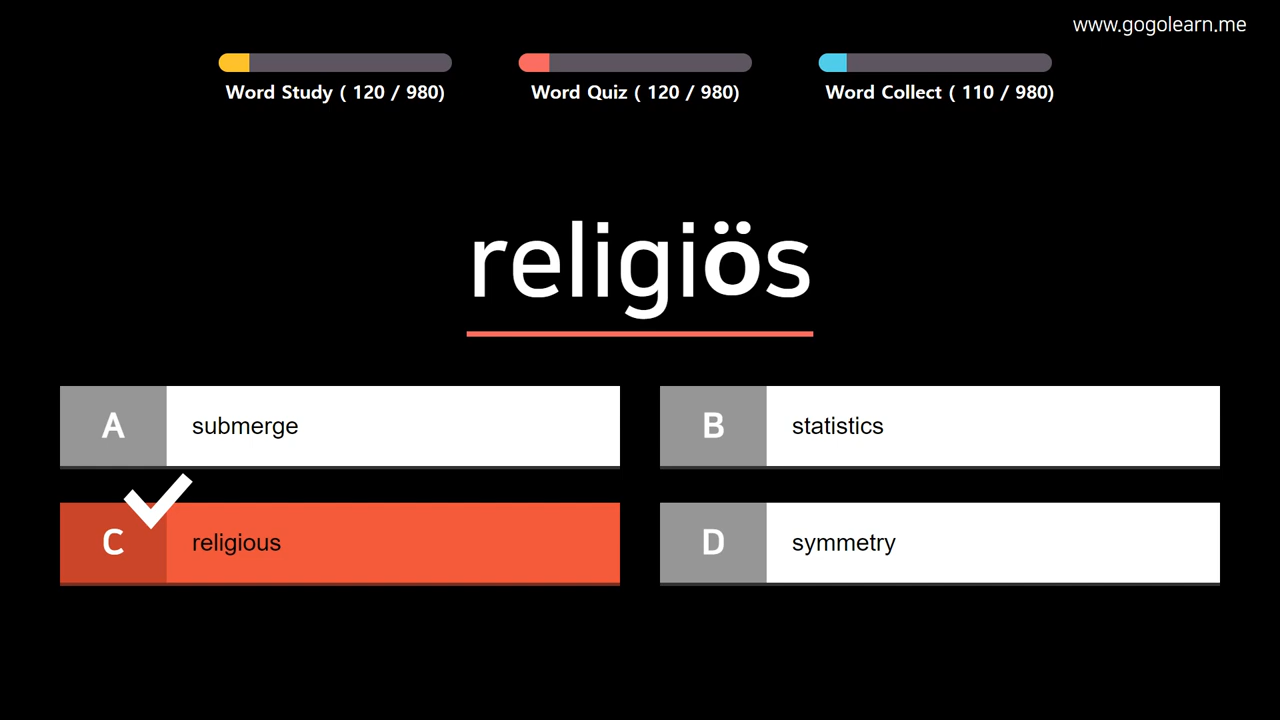 www.gogolearn.me
Word Study ( 120 / 980)
Word Quiz ( 120 / 980)
Word Collect ( 110 / 980)
religiös
A
submerge
B
statistics
C
religious
D
symmetry